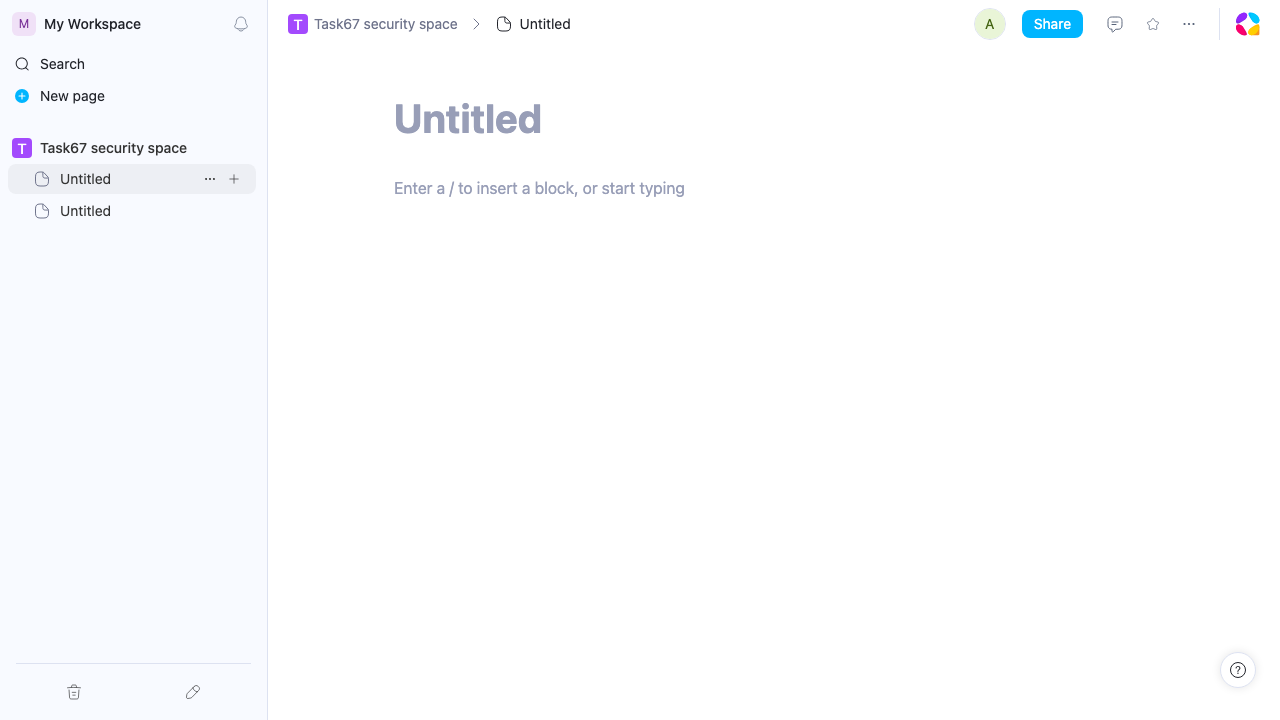 M My Workspace
Search
New page
T Task67 security space
Untitled
Untitled
T Task67 security space Untitled
A Share
Untitled
Enter a / to insert a block, or start typing
?